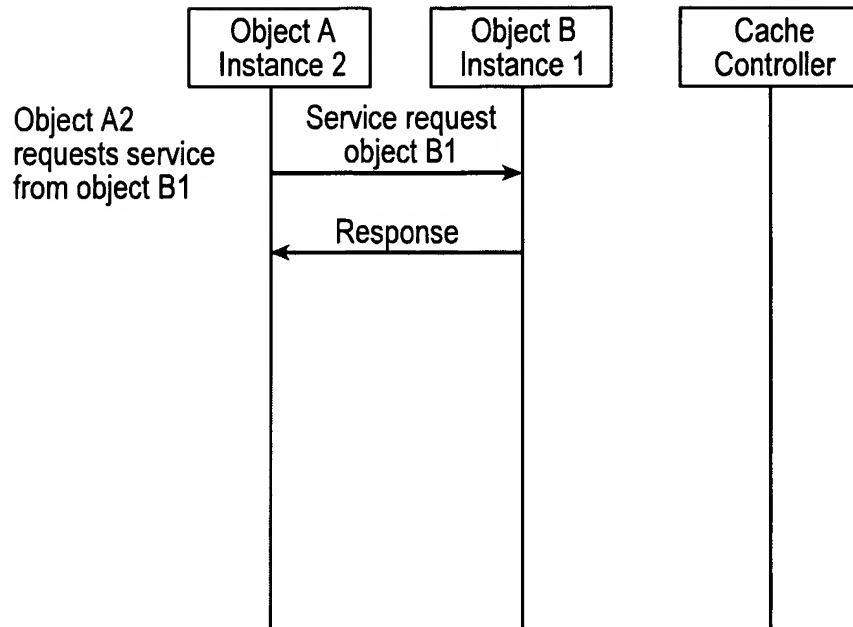 Object A
Instance 2
Object B
Instance 1
Cache
Controller
Object A2
requests service
from object B1
Service request
object B1
Response